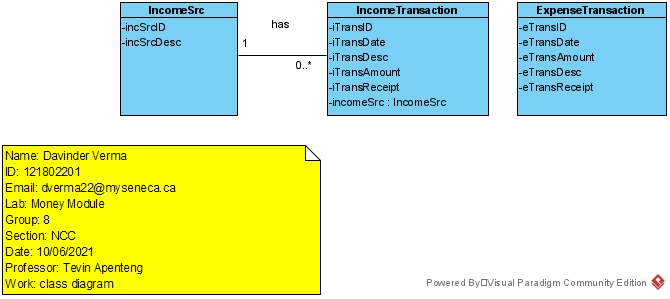 IncomeSrc
-incSrcID
-incSrcDesc
has
1
0..*
IncomeTransaction
-iTransID
-iTransDate
-iTransDesc
-iTransAmount
-iTransReceipt
-incomeSrc : IncomeSrc
ExpenseTransaction
-eTransID
-eTransDate
-eTransAmount
-eTransDesc
-eTransReceipt
Name: Davinder Verma
ID: 121802201
Email: dverma22@myseneca.ca
Lab: Money Module
Group: 8
Section: NCC
Date: 10/06/2021
Professor: Tevin Apenteng
Work: class diagram
Powered By□Visual Paradigm Community Edition